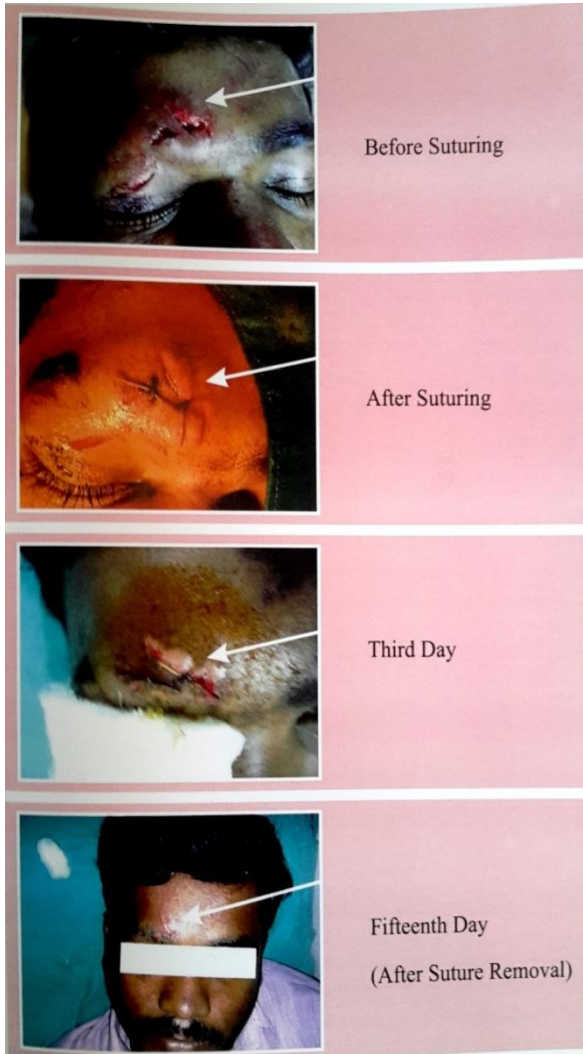 Before Suturing
After Suturing
Third Day
Fifteenth Day
(After Suture Removal)